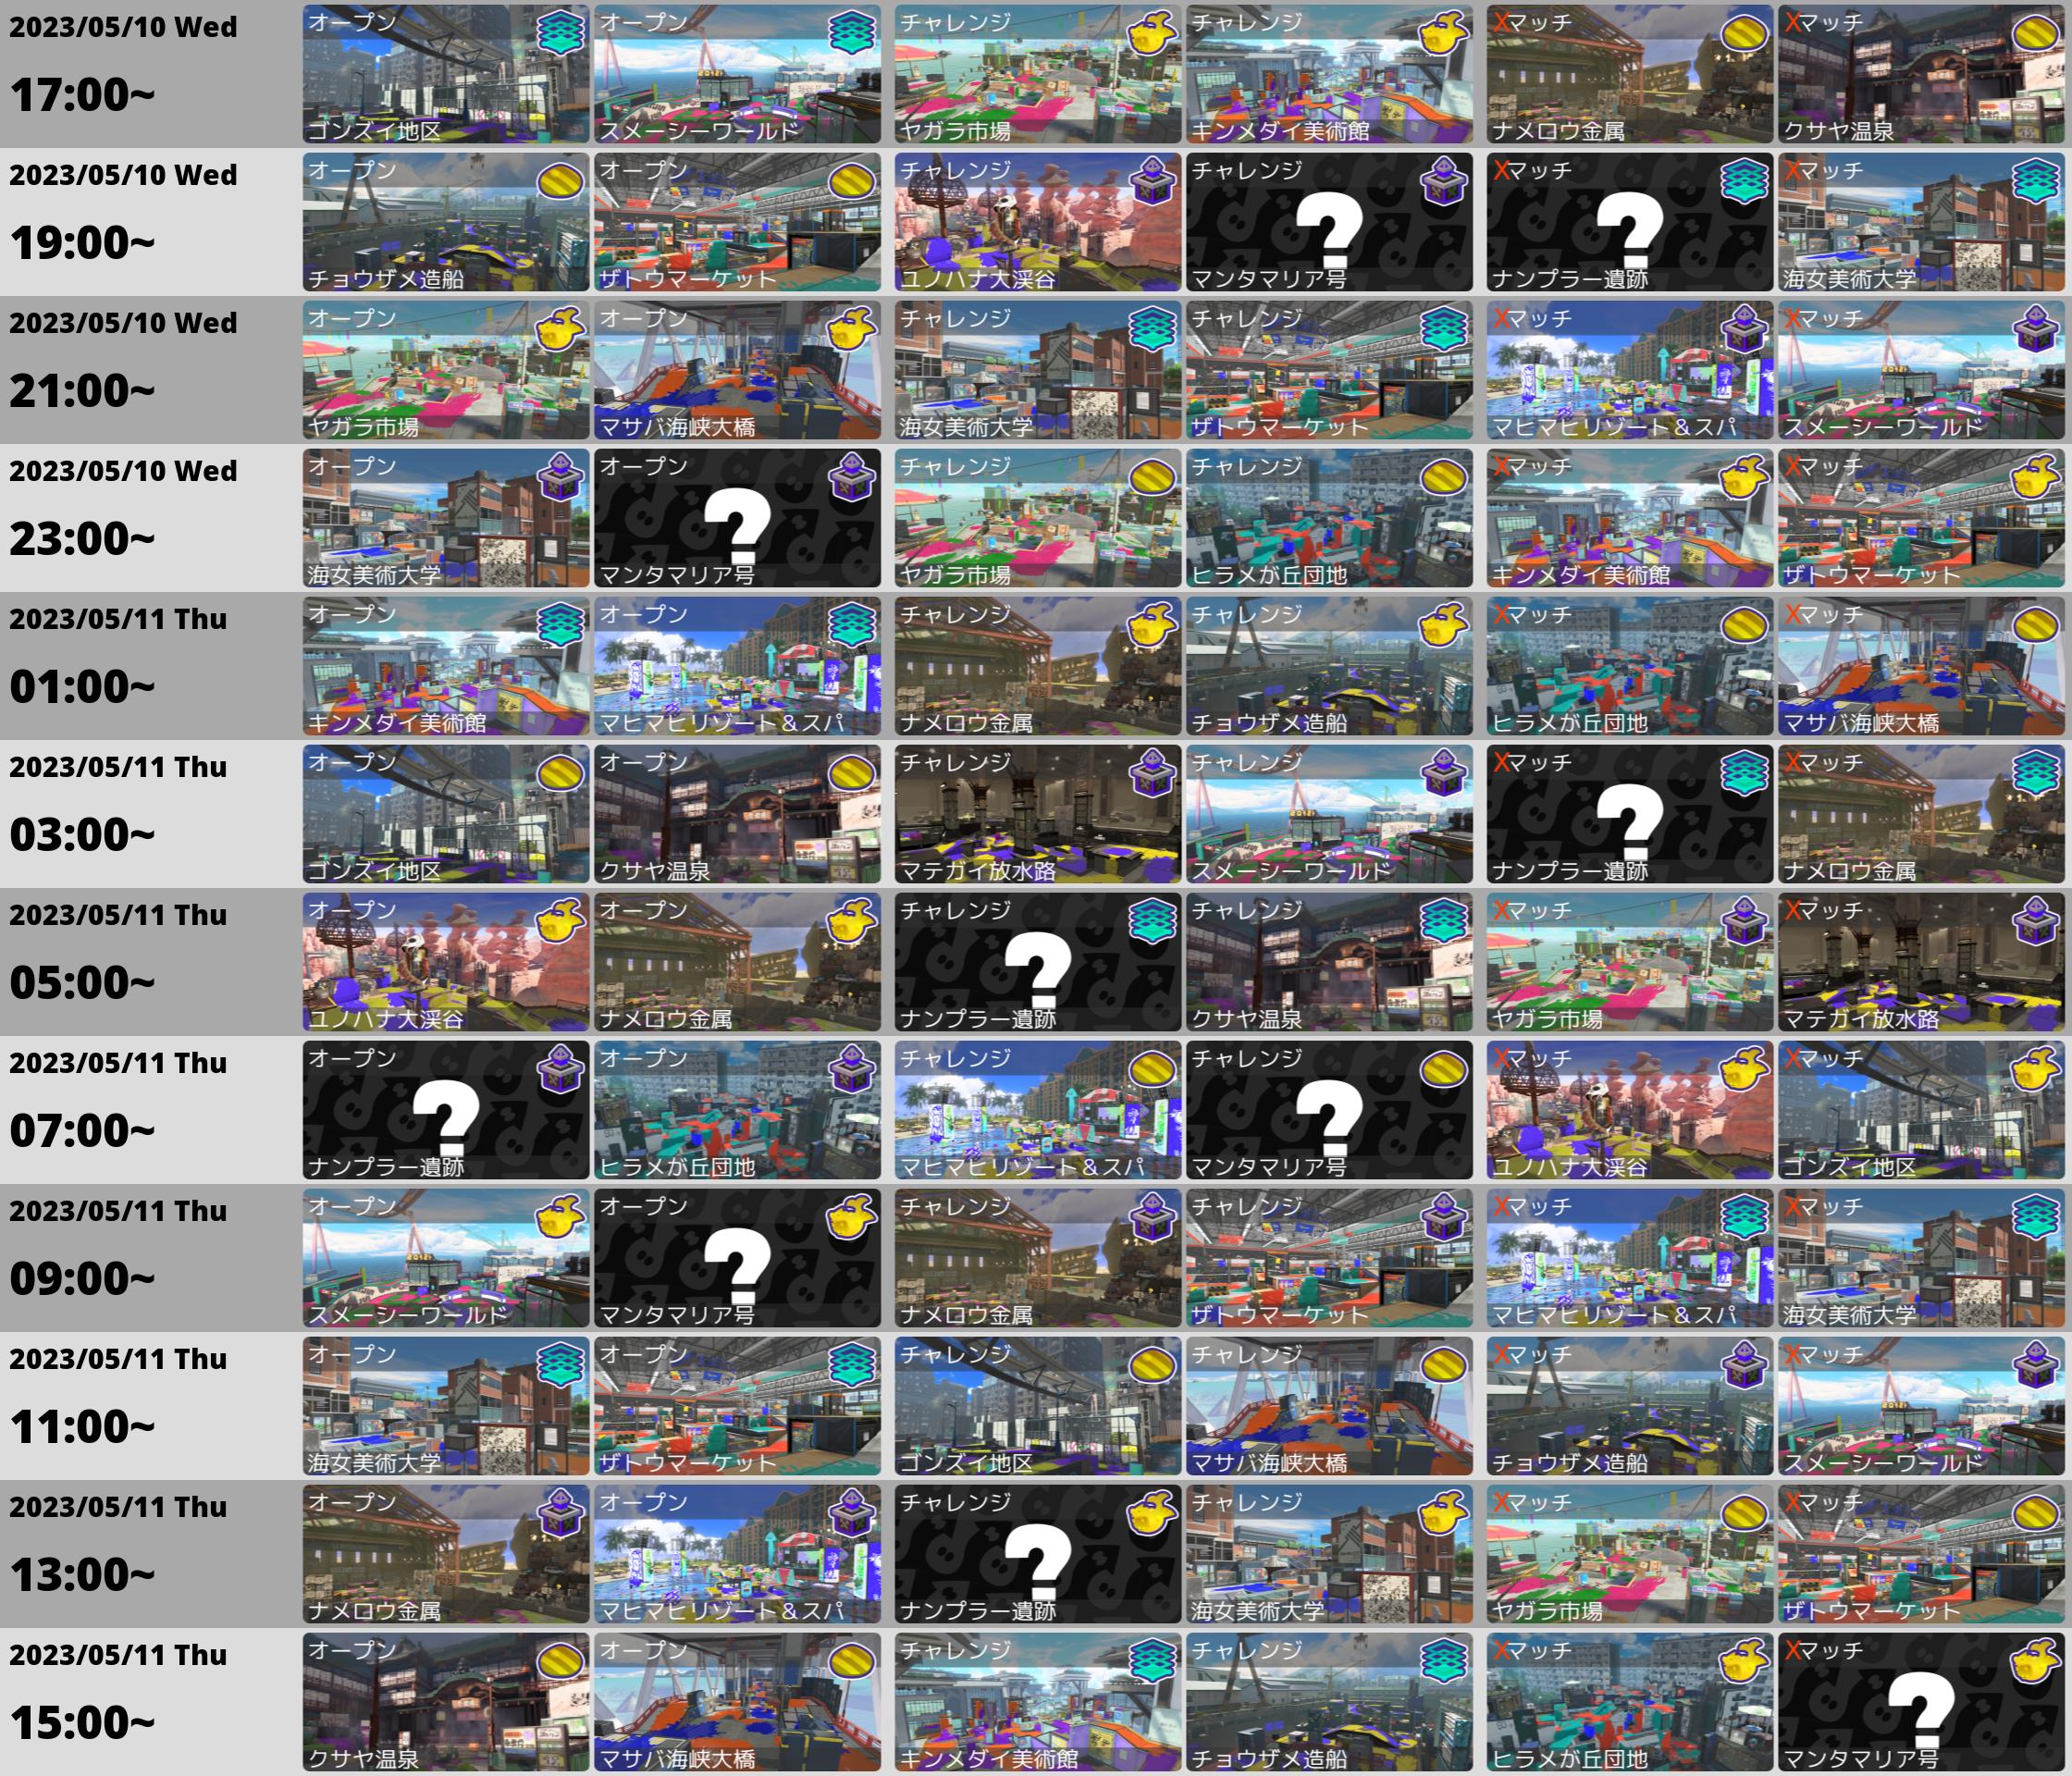 2023/05/10 Wed
17:00~
オープン オープン チャレンジ チャレンジ Xマッチ Xマッチ
ゴンズイ地区 スメーシーワールド ヤガラ市場 キンメダイ美術館 ナメロウ金属 クサヤ温泉
2023/05/10 Wed
19:00~
オープン オープン チャレンジ チャレンジ Xマッチ Xマッチ
チョウザメ造船 ザトウマーケット ユノハナ大渓谷 マンタマリア号 ナンプラー遺跡 海女美術大学
2023/05/10 Wed
21:00~
オープン オープン チャレンジ チャレンジ Xマッチ Xマッチ
ヤガラ市場 マサバ海峡大橋 海女美術大学 ザトウマーケット マヒマヒリゾート&スパ スメーシーワールド
2023/05/10 Wed
23:00~
オープン オープン チャレンジ チャレンジ Xマッチ Xマッチ
海女美術大学 マンタマリア号 ヤガラ市場 ヒラメが丘団地 キンメダイ美術館 ザトウマーケット
2023/05/11 Thu
01:00~
オープン オープン チャレンジ チャレンジ Xマッチ Xマッチ
キンメダイ美術館 マヒマヒリゾート&スパ ナメロウ金属 チョウザメ造船 ヒラメが丘団地 マサバ海峡大橋
2023/05/11 Thu
03:00~
オープン オープン チャレンジ チャレンジ Xマッチ Xマッチ
ゴンズイ地区 クサヤ温泉 マテガイ放水路 スメーシーワールド ナンプラー遺跡 ナメロウ金属
2023/05/11 Thu
05:00~
オープン オープン チャレンジ チャレンジ Xマッチ Xマッチ
ユノハナ大渓谷 ナメロウ金属 ナンプラー遺跡 クサヤ温泉 ヤガラ市場 マテガイ放水路
2023/05/11 Thu
07:00~
オープン オープン チャレンジ チャレンジ Xマッチ Xマッチ
ナンプラー遺跡 ヒラメが丘団地 マヒマヒリゾート&スパ マンタマリア号 ユノハナ大渓谷 ゴンズイ地区
2023/05/11 Thu
09:00~
オープン オープン チャレンジ チャレンジ Xマッチ Xマッチ
スメーシーワールド マンタマリア号 ナメロウ金属 ザトウマーケット マヒマヒリゾート&スパ 海女美術大学
2023/05/11 Thu
11:00~
オープン オープン チャレンジ チャレンジ Xマッチ Xマッチ
海女美術大学 ザトウマーケット ゴンズイ地区 マサバ海峡大橋 チョウザメ造船 スメーシーワールド
2023/05/11 Thu
13:00~
オープン オープン チャレンジ チャレンジ Xマッチ Xマッチ
ナメロウ金属 マヒマヒリゾート&スパ ナンプラー遺跡 海女美術大学 ヤガラ市場 ザトウマーケット
2023/05/11 Thu
15:00~
オープン オープン チャレンジ チャレンジ Xマッチ Xマッチ
クサヤ温泉 マサバ海峡大橋 キンメダイ美術館 チョウザメ造船 ヒラメが丘団地 マンタマリア号